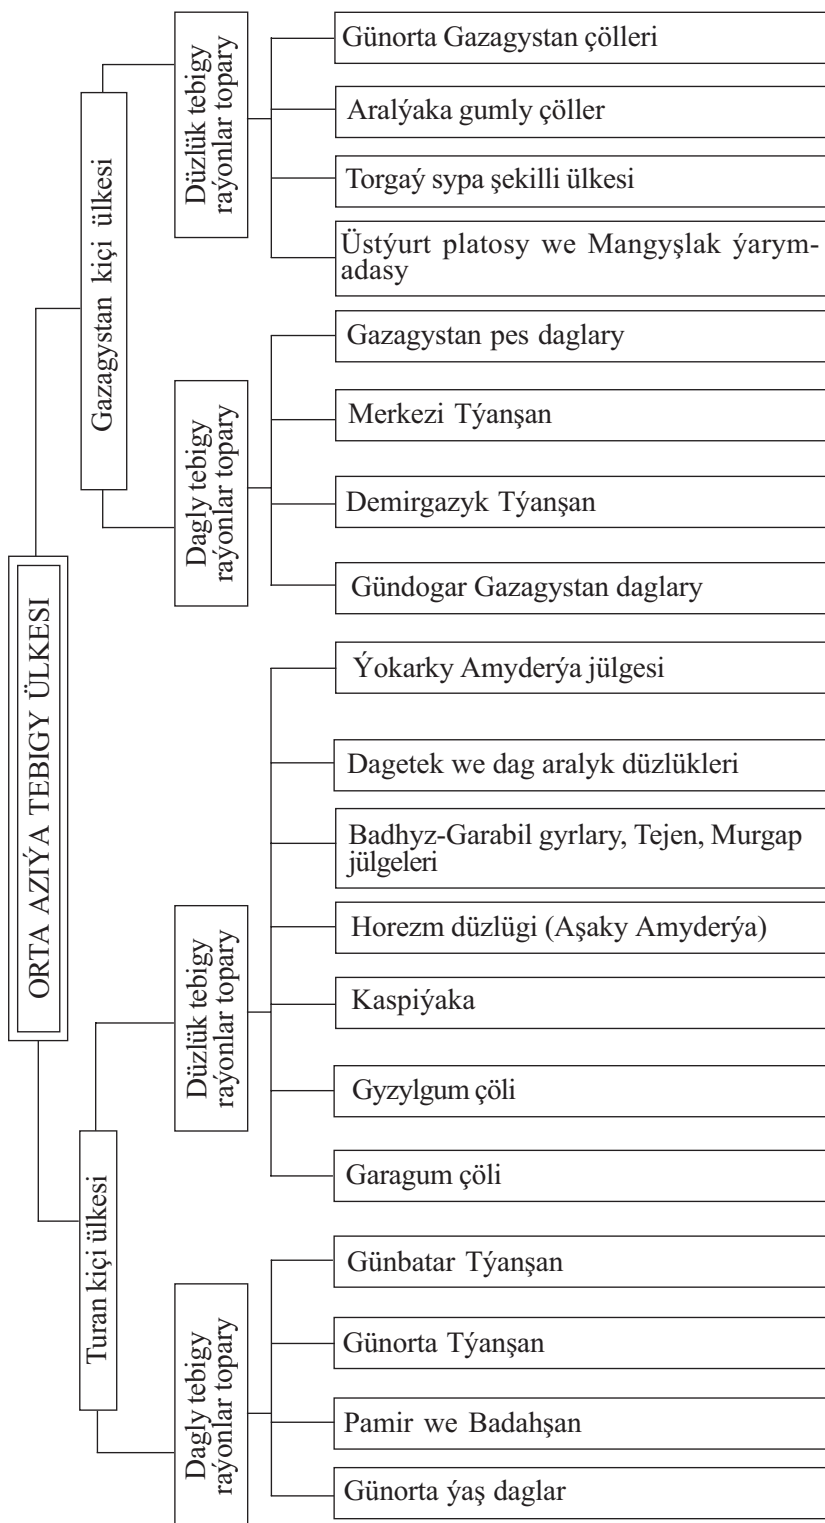 ORTA AZIÝA TEBIGY ÜLKESI
Gazagystan kiçi ülkesi
Düzlük tebigy
raýonlar topary
Günorta Gazagystan çölleri
Aralýaka gumly çöller
Torgaý sypa şekilli ülkesi
Üstýurt platosy we Mangyşlak ýarym-
adasy
Dagly tebigy
raýonlar topary
Gazagystan pes daglary
Merkezi Týanşan
Demirgazyk Týanşan
Gündogar Gazagystan daglary
Turan kiçi ülkesi
Düzlük tebigy
raýonlar topary
Ýokarky Amyderýa jülgesi
Dagetek we dag aralyk düzlükleri
Badhyz-Garabil gyrlary, Tejen, Murgap
jülgeleri
Horezm düzlügi (Aşaky Amyderýa)
Kaspiýaka
Gyzylgum çöli
Garagum çöli
Dagly tebigy
raýonlar topary
Günbatar Týanşan
Günorta Týanşan
Pamir we Badahşan
Günorta ýaş daglar